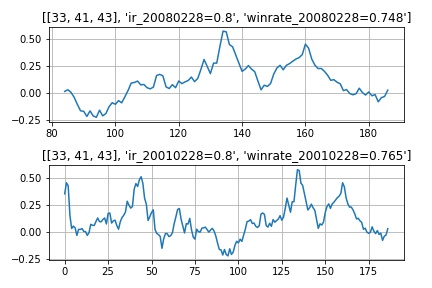 [[33, 41, 43], 'ir_20080228=0.8', 'winrate_20080228=0.748']
0.50
0.25
0.00
−0.25
80 100 120 140 160 180
[[33, 41, 43], 'ir_20010228=0.8', 'winrate_20010228=0.765']
0.50
0.25
0.00
−0.25
0 25 50 75 100 125 150 175